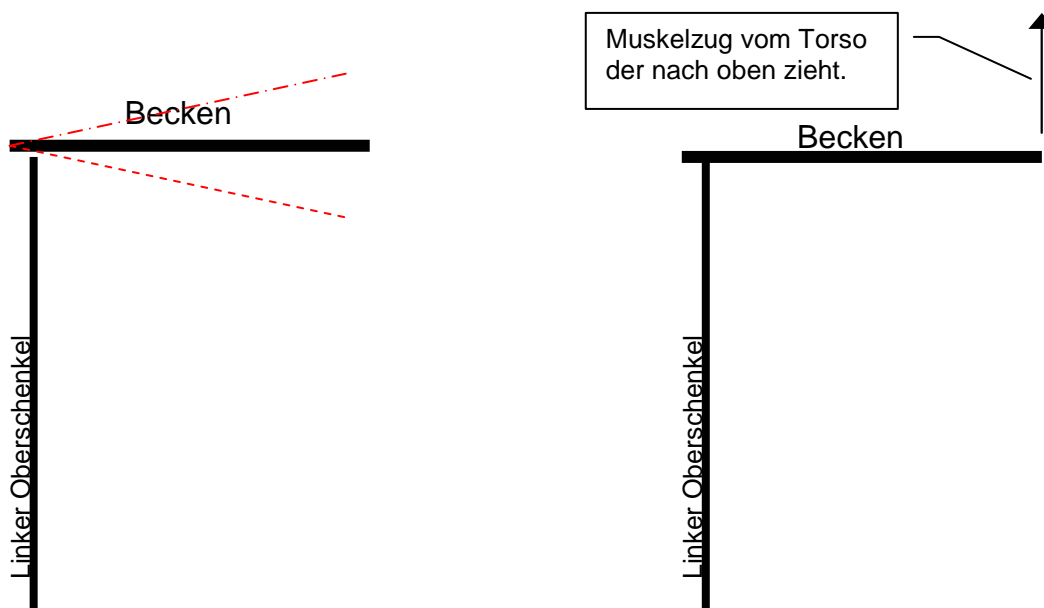 Muskelzug vom Torso
der nach oben zieht.
Becken
Becken
Linker Oberschenkel
Linker Oberschenkel